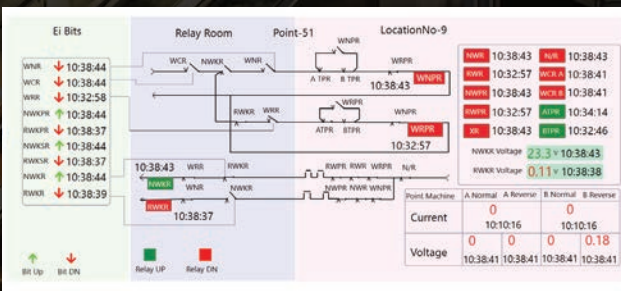 Ei Bits
Relay Room
Point-51
LocationNo-9
WNR 10:38:44
WCR 10:38:44
WRR 10:32:58
NWKPR 10:38:44
RWKPR 10:38:37
NWKSR 10:38:44
RWKSR 10:38:37
NWKR 10:38:44
RWKR 10:38:39
Bit Up Bit DN
WCR NWKR WNR
WNPR
A TPR B TPR
WRPR
10:38:43 WNPR
RWKR WRR
WRPR
ATPR BTPR
WNPR
WRPR
10:32:57
10:38:43 WRR RWKR RWPR RWR WRPR N/R
NWKR
WNR NWKR WNPR NWR WNPR
RWKR
10:38:37
Relay UP Relay DN
NWR 10:38:43 N/R 10:38:43
RWR 10:32:57 WCR A 10:38:41
NWPR 10:38:43 WCR B 10:38:41
RWPR 10:32:57 ATPR 10:34:14
XR 10:38:43 BTPR 10:32:46
NWKR Voltage 23.3 v 10:38:43
RWKR Voltage 0.11 v 10:38:38
Point Machine A Normal A Reverse B Normal B Reverse
Current 0 0
10:10:16 10:10:16
Voltage 0 0 0 0.18
10:38:41 10:38:41 10:38:41 10:38:41